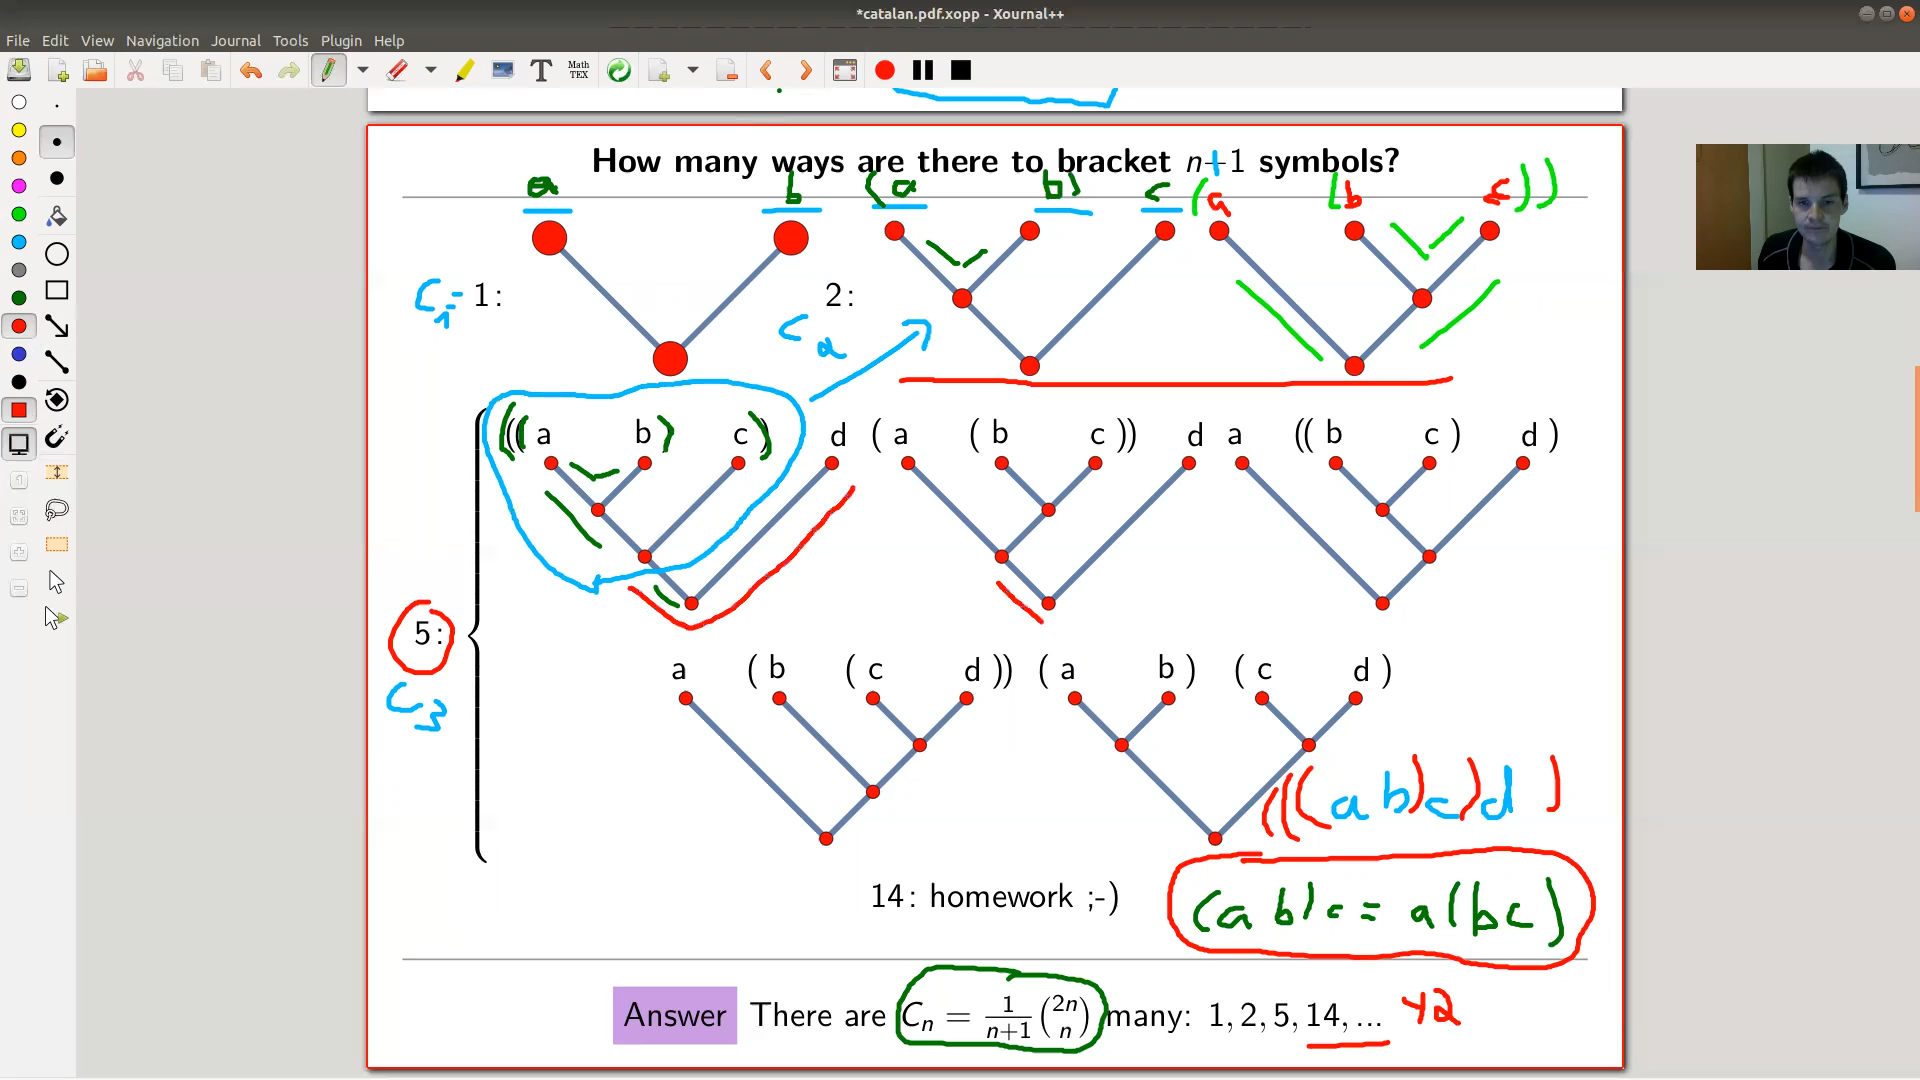 *catalan.pdf.xopp - Xournal++
File Edit View Navigation Journal Tools Plugin Help
Math TEX
How many ways are there to bracket n+1 symbols?
a b (a b) c (a (b c))
C₁= 1: 2:
C₂
((( a b ) c ) d ( a ( b c )) d a (( b c ) d )
5:
C₃
a ( b ( c d )) ( a b ) ( c d )
(((a b) c) d )
14: homework ;-)
(a b) c = a (b c)
Answer There are Cₙ = 1/(n+1) (2n n) many: 1, 2, 5, 14, ... 42